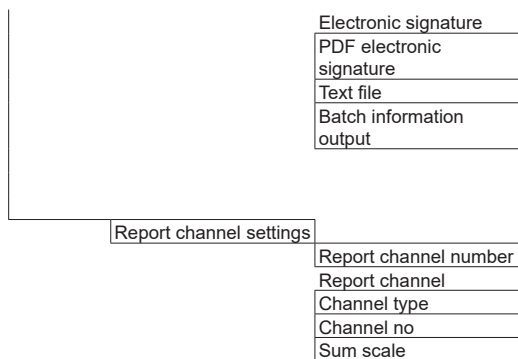 Electronic signature
PDF electronic
signature
Text file
Batch information
output
Report channel settings
Report channel number
Report channel
Channel type
Channel no
Sum scale